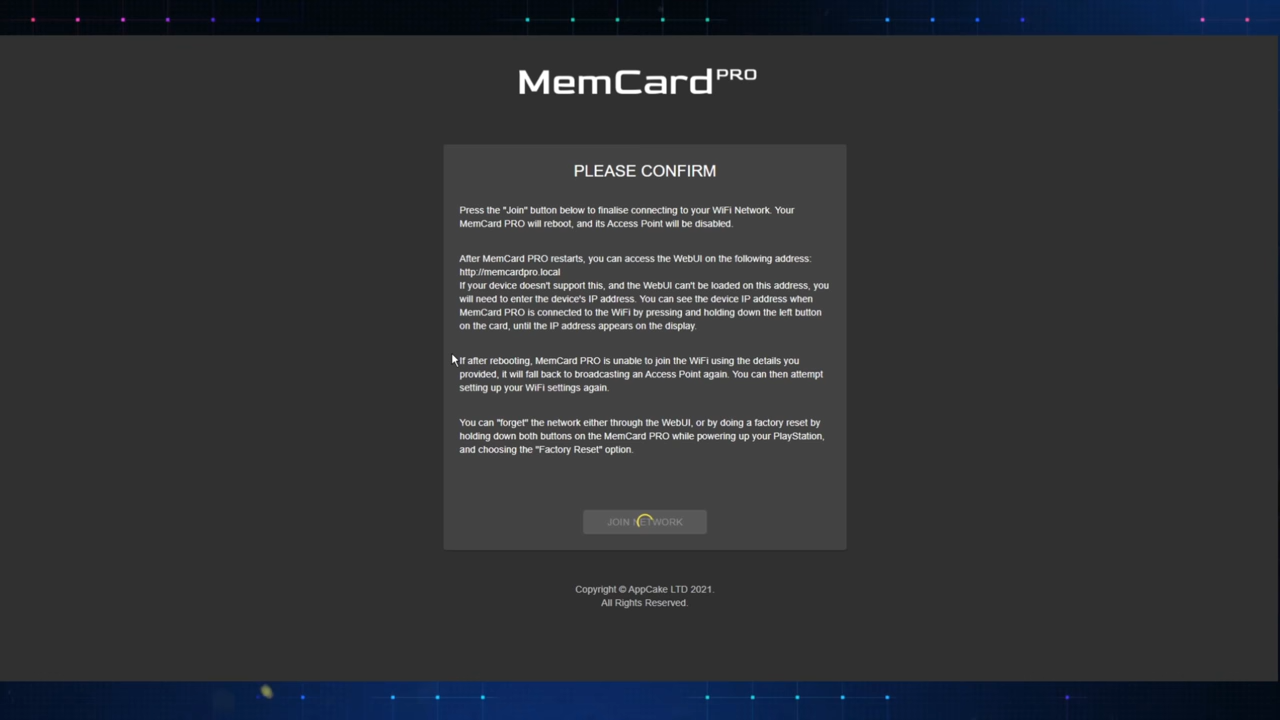 MemCard PRO
PLEASE CONFIRM
Press the "Join" button below to finalise connecting to your WiFi Network. Your
MemCard PRO will reboot, and its Access Point will be disabled.
After MemCard PRO restarts, you can access the WebUI on the following address:
http://memcardpro.local
If your device doesn't support this, and the WebUI can't be loaded on this address, you
will need to enter the device's IP address. You can see the device IP address when
MemCard PRO is connected to the WiFi by pressing and holding down the left button
on the card, until the IP address appears on the display.
If after rebooting, MemCard PRO is unable to join the WiFi using the details you
provided, it will fall back to broadcasting an Access Point again. You can then attempt
setting up your WiFi settings again.
You can "forget" the network either through the WebUI, or by doing a factory reset by
holding down both buttons on the MemCard PRO while powering up your PlayStation,
and choosing the "Factory Reset" option.
JOIN NETWORK
Copyright © AppCake LTD 2021.
All Rights Reserved.